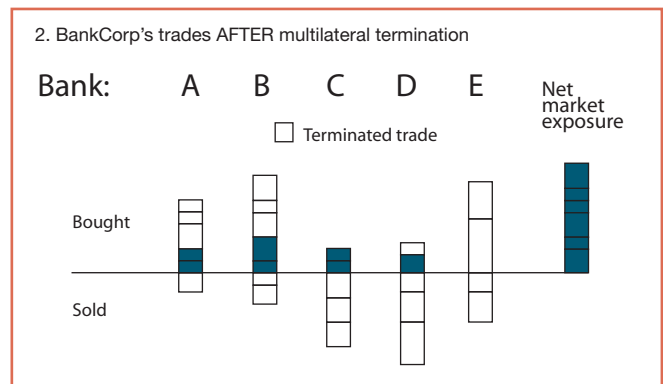 2. BankCorp's trades AFTER multilateral termination
Bank: A B C D E
Net
market
exposure
Terminated trade
Bought
Sold